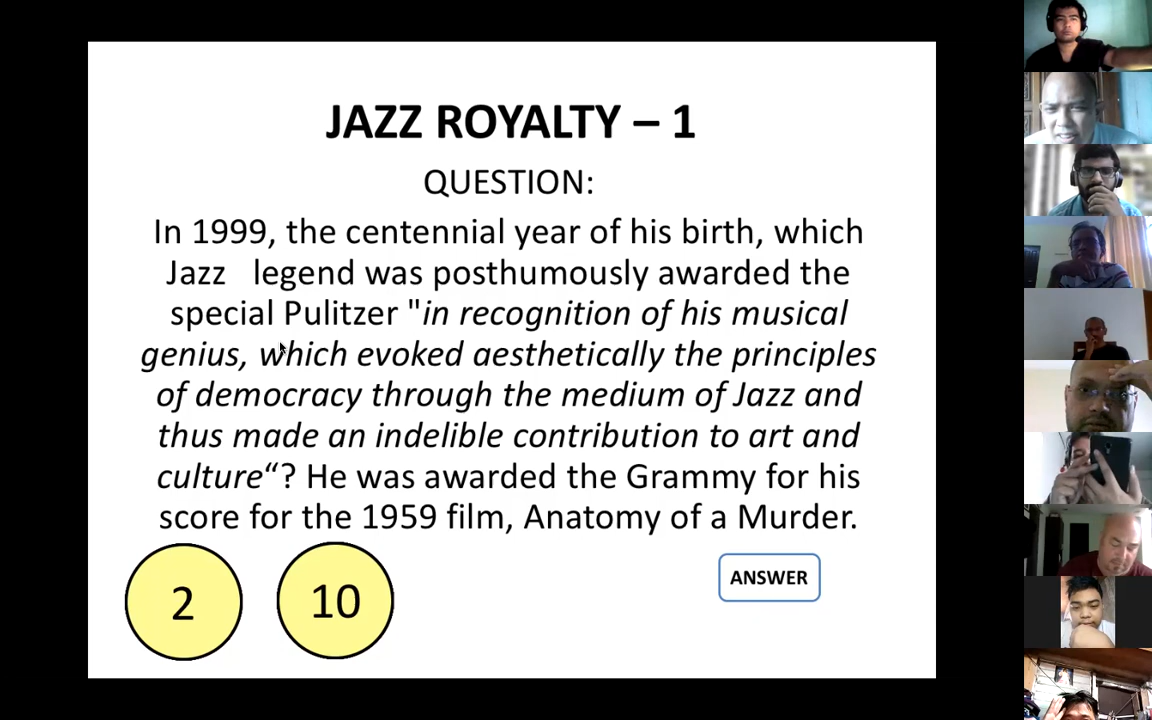 JAZZ ROYALTY – 1
QUESTION:
In 1999, the centennial year of his birth, which
Jazz legend was posthumously awarded the
special Pulitzer "in recognition of his musical
genius, which evoked aesthetically the principles
of democracy through the medium of Jazz and
thus made an indelible contribution to art and
culture“? He was awarded the Grammy for his
score for the 1959 film, Anatomy of a Murder.
2
10
ANSWER